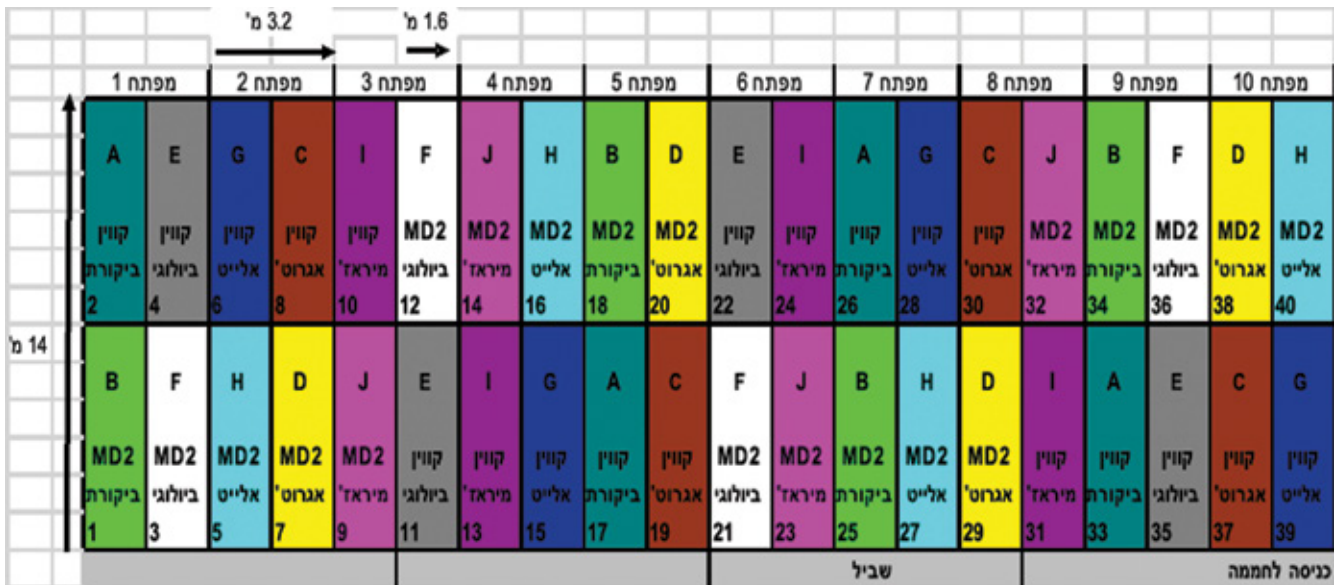 3.2 מ' 1.6 מ'
מפתח 1 מפתח 2 מפתח 3 מפתח 4 מפתח 5 מפתח 6 מפתח 7 מפתח 8 מפתח 9 מפתח 10
A E G C I F J H B D E I A G C J B F D H
קווין קווין קווין קווין קווין MD2 MD2 MD2 MD2 MD2 קווין קווין קווין קווין קווין MD2 MD2 MD2 MD2 MD2
ביקורת ביולוגי אלייט אגרוט' מיראז' ביולוגי מיראז' אלייט ביקורת אגרוט' ביולוגי מיראז' ביקורת אלייט אגרוט' מיראז' ביקורת ביולוגי אגרוט' אלייט
2 4 6 8 10 12 14 16 18 20 22 24 26 28 30 32 34 36 38 40
14 מ'
B F H D J E I G A C F J B H D I A E C G
MD2 MD2 MD2 MD2 MD2 קווין קווין קווין קווין קווין MD2 MD2 MD2 MD2 MD2 קווין קווין קווין קווין קווין
ביקורת ביולוגי אלייט אגרוט' מיראז' ביולוגי מיראז' אלייט ביקורת אגרוט' ביולוגי מיראז' ביקורת אלייט אגרוט' מיראז' ביקורת ביולוגי אגרוט' אלייט
1 3 5 7 9 11 13 15 17 19 21 23 25 27 29 31 33 35 37 39
שביל כניסה לחממה